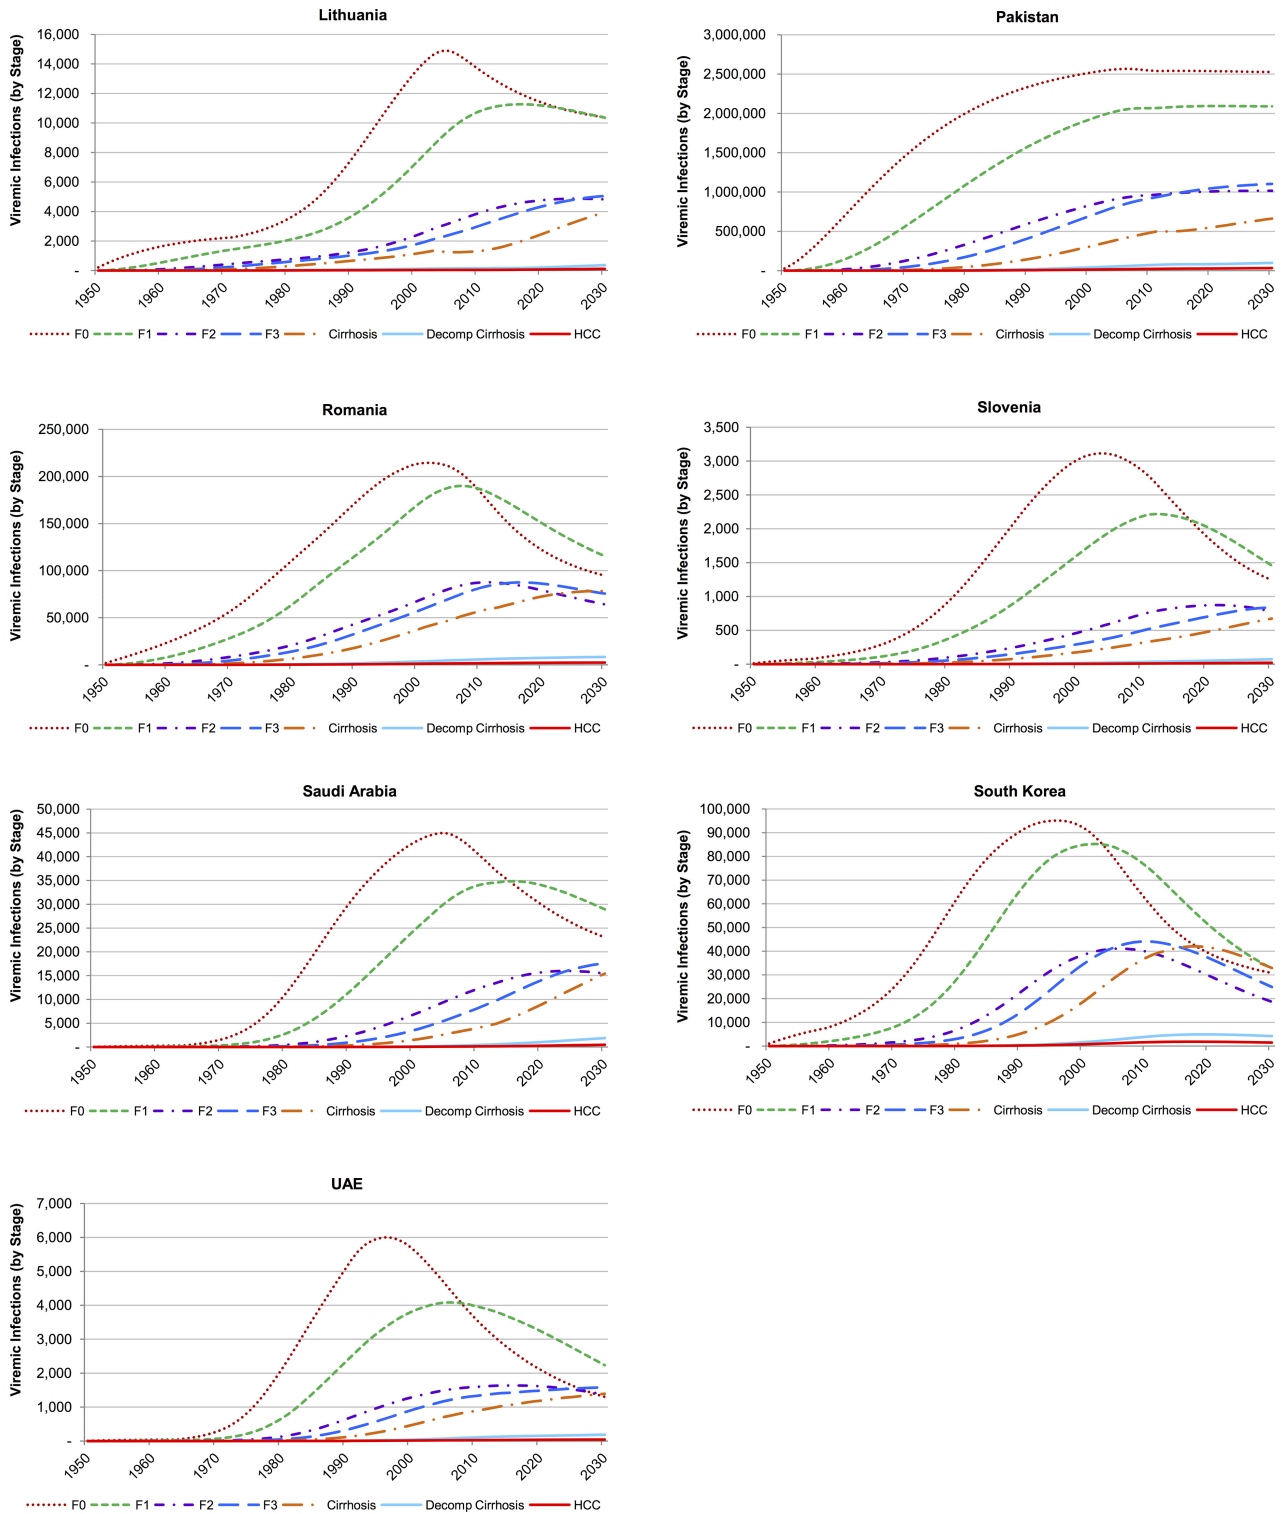 Lithuania
Viremic Infections (by Stage)
16,000
14,000
12,000
10,000
8,000
6,000
4,000
2,000
-
1950 1960 1970 1980 1990 2000 2010 2020 2030
F0 F1 F2 F3 Cirrhosis Decomp Cirrhosis HCC
Pakistan
Viremic Infections (by Stage)
3,000,000
2,500,000
2,000,000
1,500,000
1,000,000
500,000
-
1950 1960 1970 1980 1990 2000 2010 2020 2030
F0 F1 F2 F3 Cirrhosis Decomp Cirrhosis HCC
Romania
Viremic Infections (by Stage)
250,000
200,000
150,000
100,000
50,000
-
1950 1960 1970 1980 1990 2000 2010 2020 2030
F0 F1 F2 F3 Cirrhosis Decomp Cirrhosis HCC
Slovenia
Viremic Infections (by Stage)
3,500
3,000
2,500
2,000
1,500
1,000
500
-
1950 1960 1970 1980 1990 2000 2010 2020 2030
F0 F1 F2 F3 Cirrhosis Decomp Cirrhosis HCC
Saudi Arabia
Viremic Infections (by Stage)
50,000
45,000
40,000
35,000
30,000
25,000
20,000
15,000
10,000
5,000
-
1950 1960 1970 1980 1990 2000 2010 2020 2030
F0 F1 F2 F3 Cirrhosis Decomp Cirrhosis HCC
South Korea
Viremic Infections (by Stage)
100,000
90,000
80,000
70,000
60,000
50,000
40,000
30,000
20,000
10,000
-
1950 1960 1970 1980 1990 2000 2010 2020 2030
F0 F1 F2 F3 Cirrhosis Decomp Cirrhosis HCC
UAE
Viremic Infections (by Stage)
7,000
6,000
5,000
4,000
3,000
2,000
1,000
-
1950 1960 1970 1980 1990 2000 2010 2020 2030
F0 F1 F2 F3 Cirrhosis Decomp Cirrhosis HCC